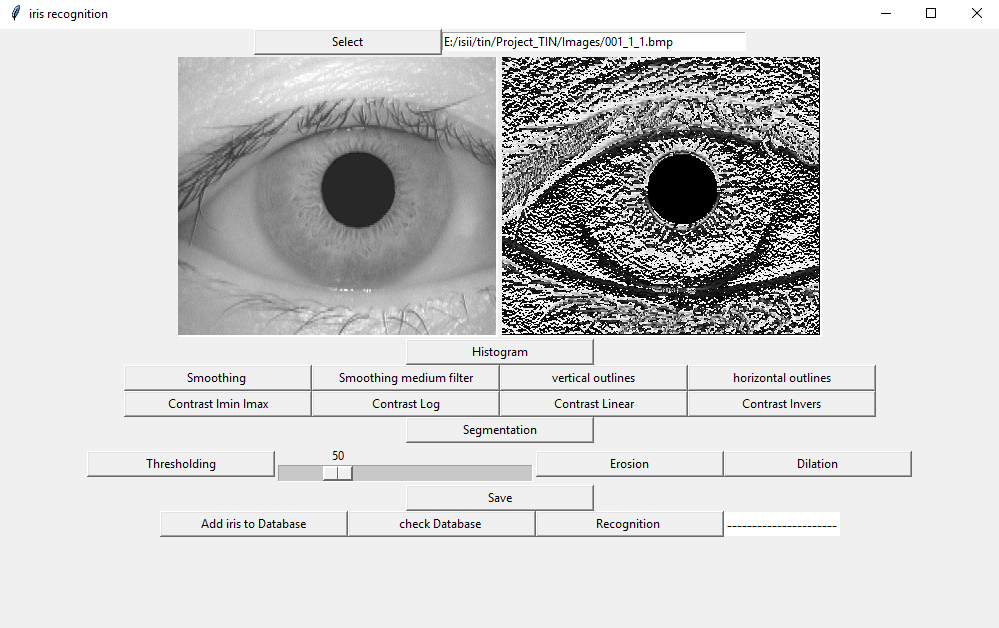 iris recognition
Select E:/isii/tin/Project_TIN/Images/001_1_1.bmp
Histogram
Smoothing Smoothing medium filter vertical outlines horizontal outlines
Contrast Imin Imax Contrast Log Contrast Linear Contrast Invers
Segmentation
50
Thresholding Erosion Dilation
Save
Add iris to Database check Database Recognition ----------------------